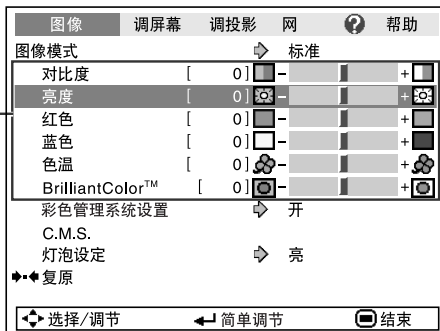 图像 调屏幕 调投影 网 ? 帮助
图像模式 标准
对比度 [ 0] - +
亮度 [ 0] - +
红色 [ 0] - +
蓝色 [ 0] - +
色温 [ 0] - +
BrilliantColor™ [ 0] - +
彩色管理系统设置 开
C.M.S.
灯泡设定 亮
复原
选择/调节 简单调节 结束